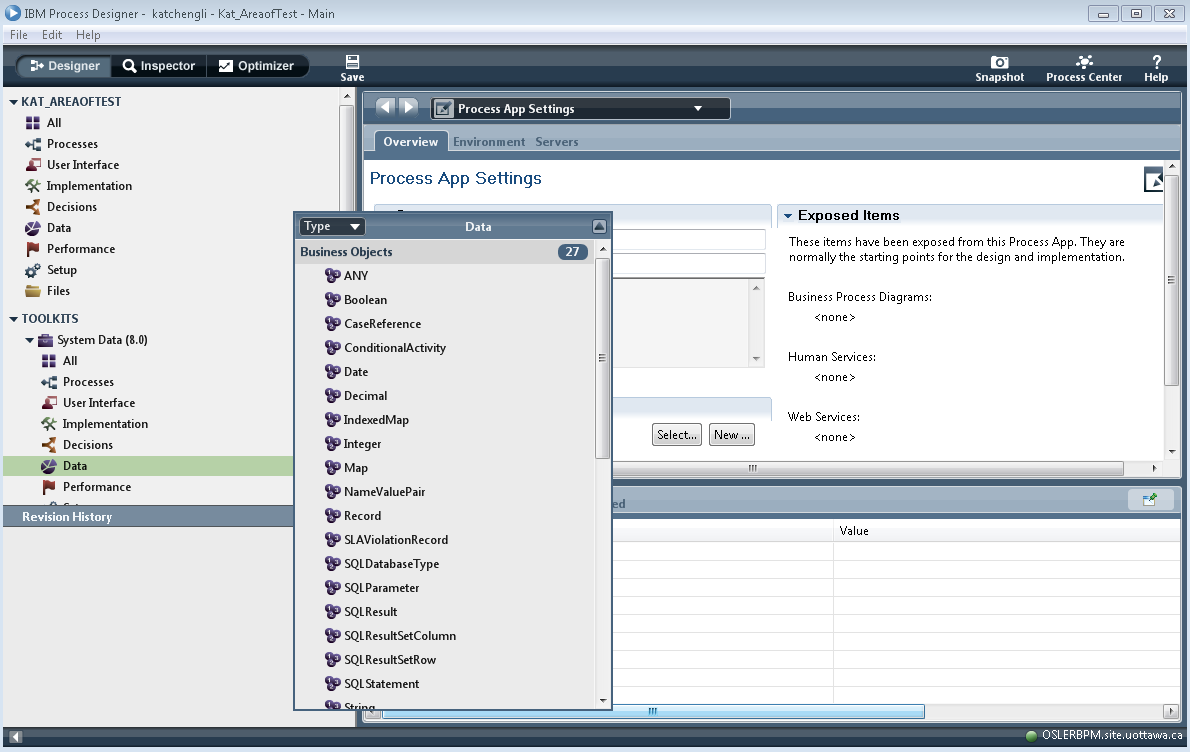 IBM Process Designer - katchengli - Kat_AreaofTest - Main
File Edit Help
Designer Inspector Optimizer Save Snapshot Process Center Help
KAT_AREAOFTEST
All
Processes
User Interface
Implementation
Decisions
Data
Performance
Setup
Files
TOOLKITS
System Data (8.0)
All
Processes
User Interface
Implementation
Decisions
Data
Performance
Revision History
Process App Settings
Overview Environment Servers
Process App Settings
Type Data
Business Objects 27
ANY
Boolean
CaseReference
ConditionalActivity
Date
Decimal
IndexedMap
Integer
Map
NameValuePair
Record
SLAViolationRecord
SQLDatabaseType
SQLParameter
SQLResult
SQLResultSetColumn
SQLResultSetRow
SQLStatement
String
Exposed Items
These items have been exposed from this Process App. They are
normally the starting points for the design and implementation.
Business Process Diagrams:
<none>
Human Services:
<none>
Web Services:
<none>
Select... New ...
Value
OSLERBPM.site.uottawa.ca